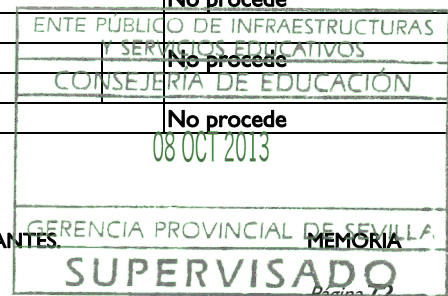 No procede
ENTE PÚBLICO DE INFRAESTRUCTURAS
Y SERVICIOS EDUCATIVOS
No procede
CONSEJERÍA DE EDUCACIÓN
No procede
08 OCT 2013
GERENCIA PROVINCIAL DE SEVILLA
ANTES. MEMORIA
SUPERVISADO
Página 72